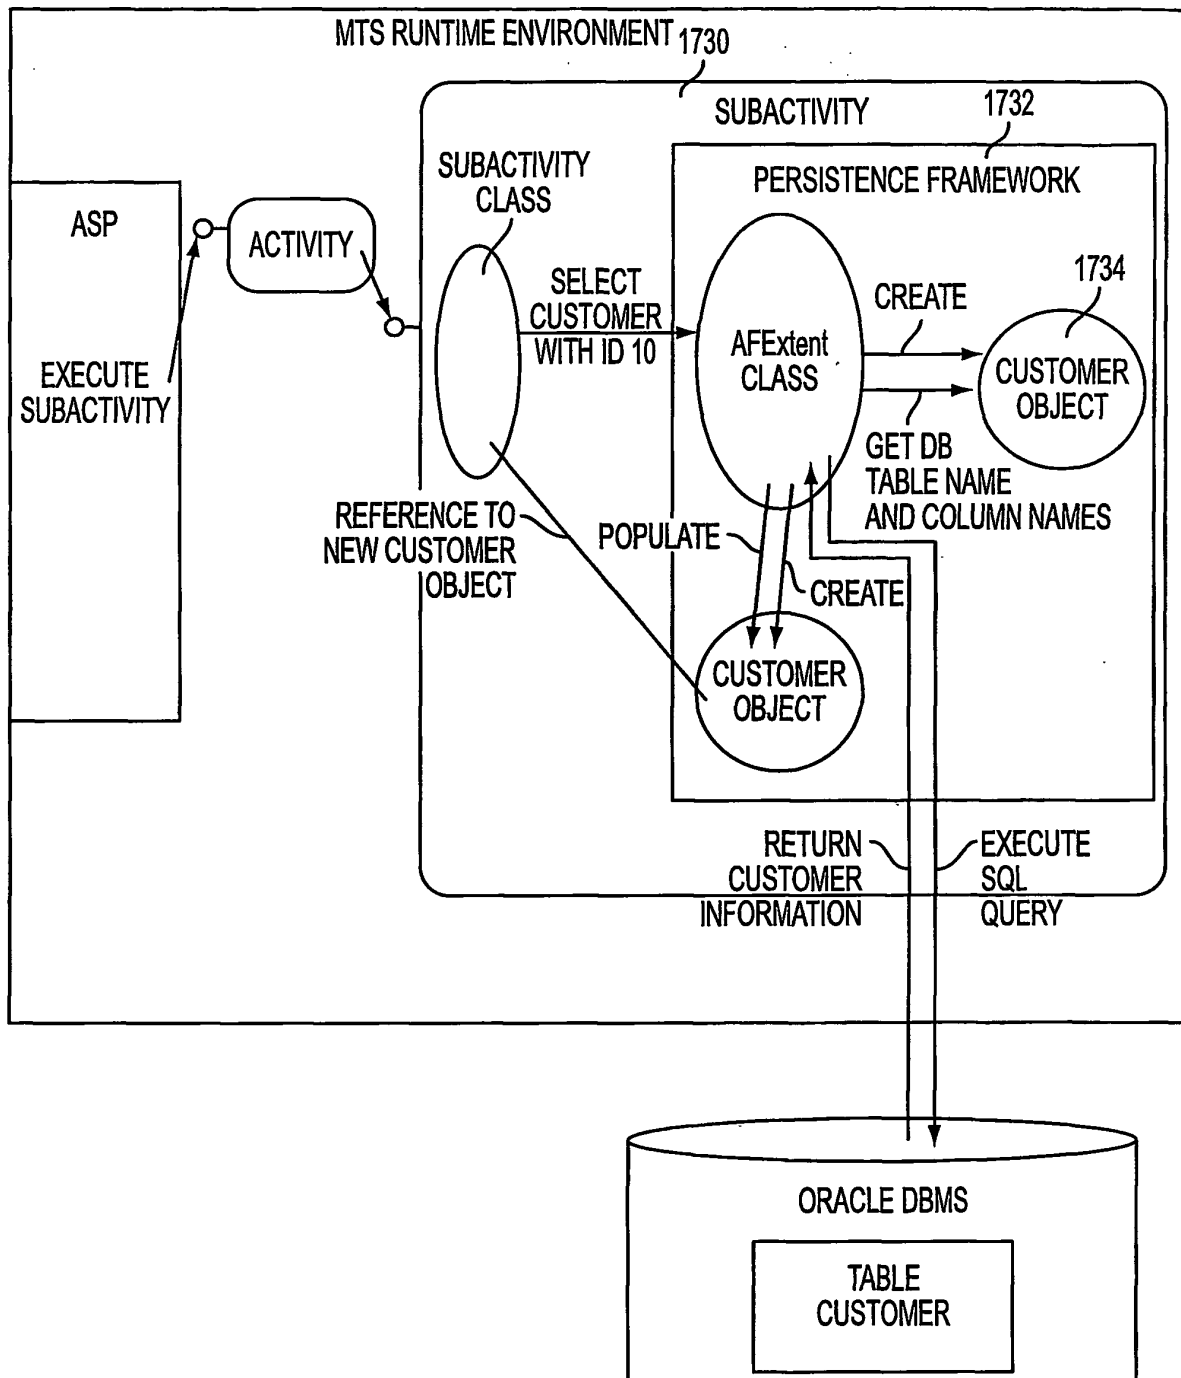 MTS RUNTIME ENVIRONMENT
1730
SUBACTIVITY
1732
SUBACTIVITY
CLASS
PERSISTENCE FRAMEWORK
ASP
ACTIVITY
SELECT
CUSTOMER
WITH ID 10
AFExtent
CLASS
CREATE
1734
CUSTOMER
OBJECT
EXECUTE
SUBACTIVITY
GET DB
TABLE NAME
AND COLUMN NAMES
REFERENCE TO
NEW CUSTOMER
OBJECT
POPULATE
CREATE
CUSTOMER
OBJECT
RETURN
CUSTOMER
INFORMATION
EXECUTE
SQL
QUERY
ORACLE DBMS
TABLE
CUSTOMER